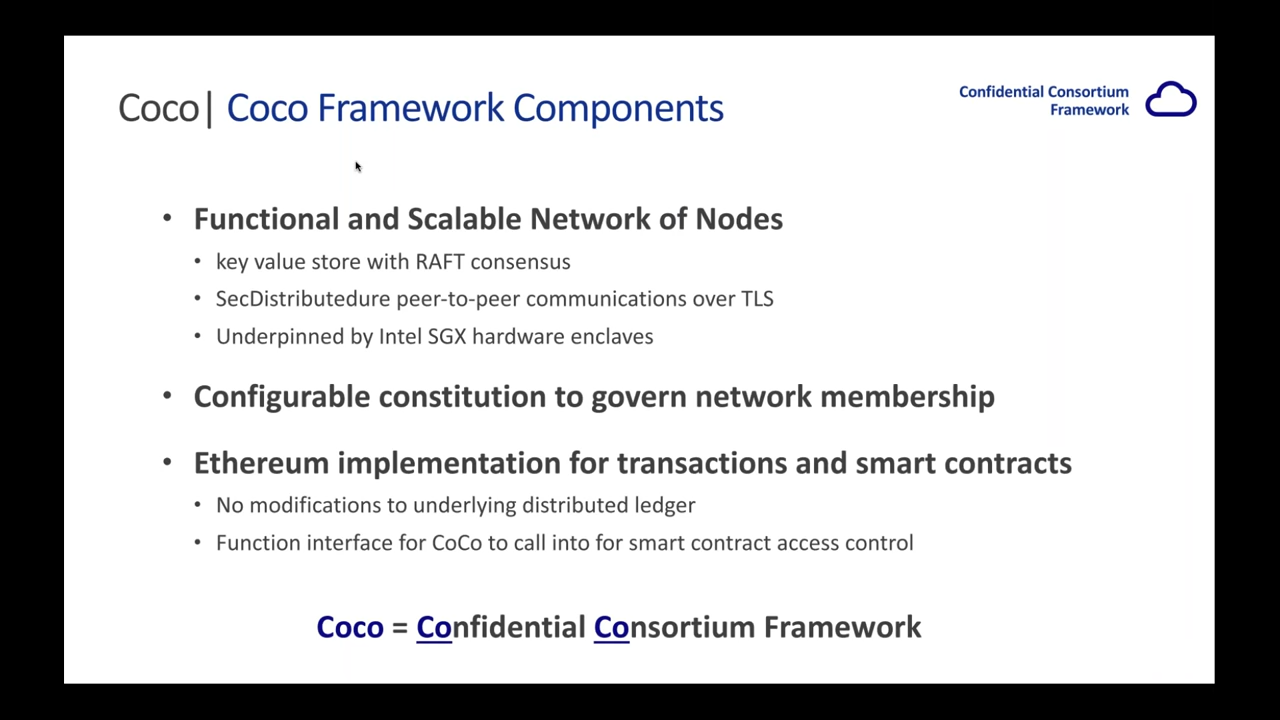 Coco| Coco Framework Components
Confidential Consortium
Framework
• Functional and Scalable Network of Nodes
• key value store with RAFT consensus
• SecDistributedure peer-to-peer communications over TLS
• Underpinned by Intel SGX hardware enclaves
• Configurable constitution to govern network membership
• Ethereum implementation for transactions and smart contracts
• No modifications to underlying distributed ledger
• Function interface for CoCo to call into for smart contract access control
Coco = Confidential Consortium Framework